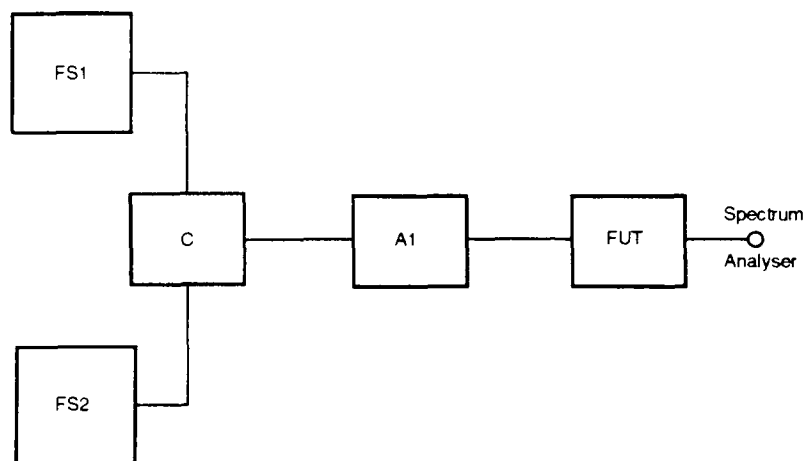 FS1
C
A1
FUT
Spectrum
Analyser
FS2